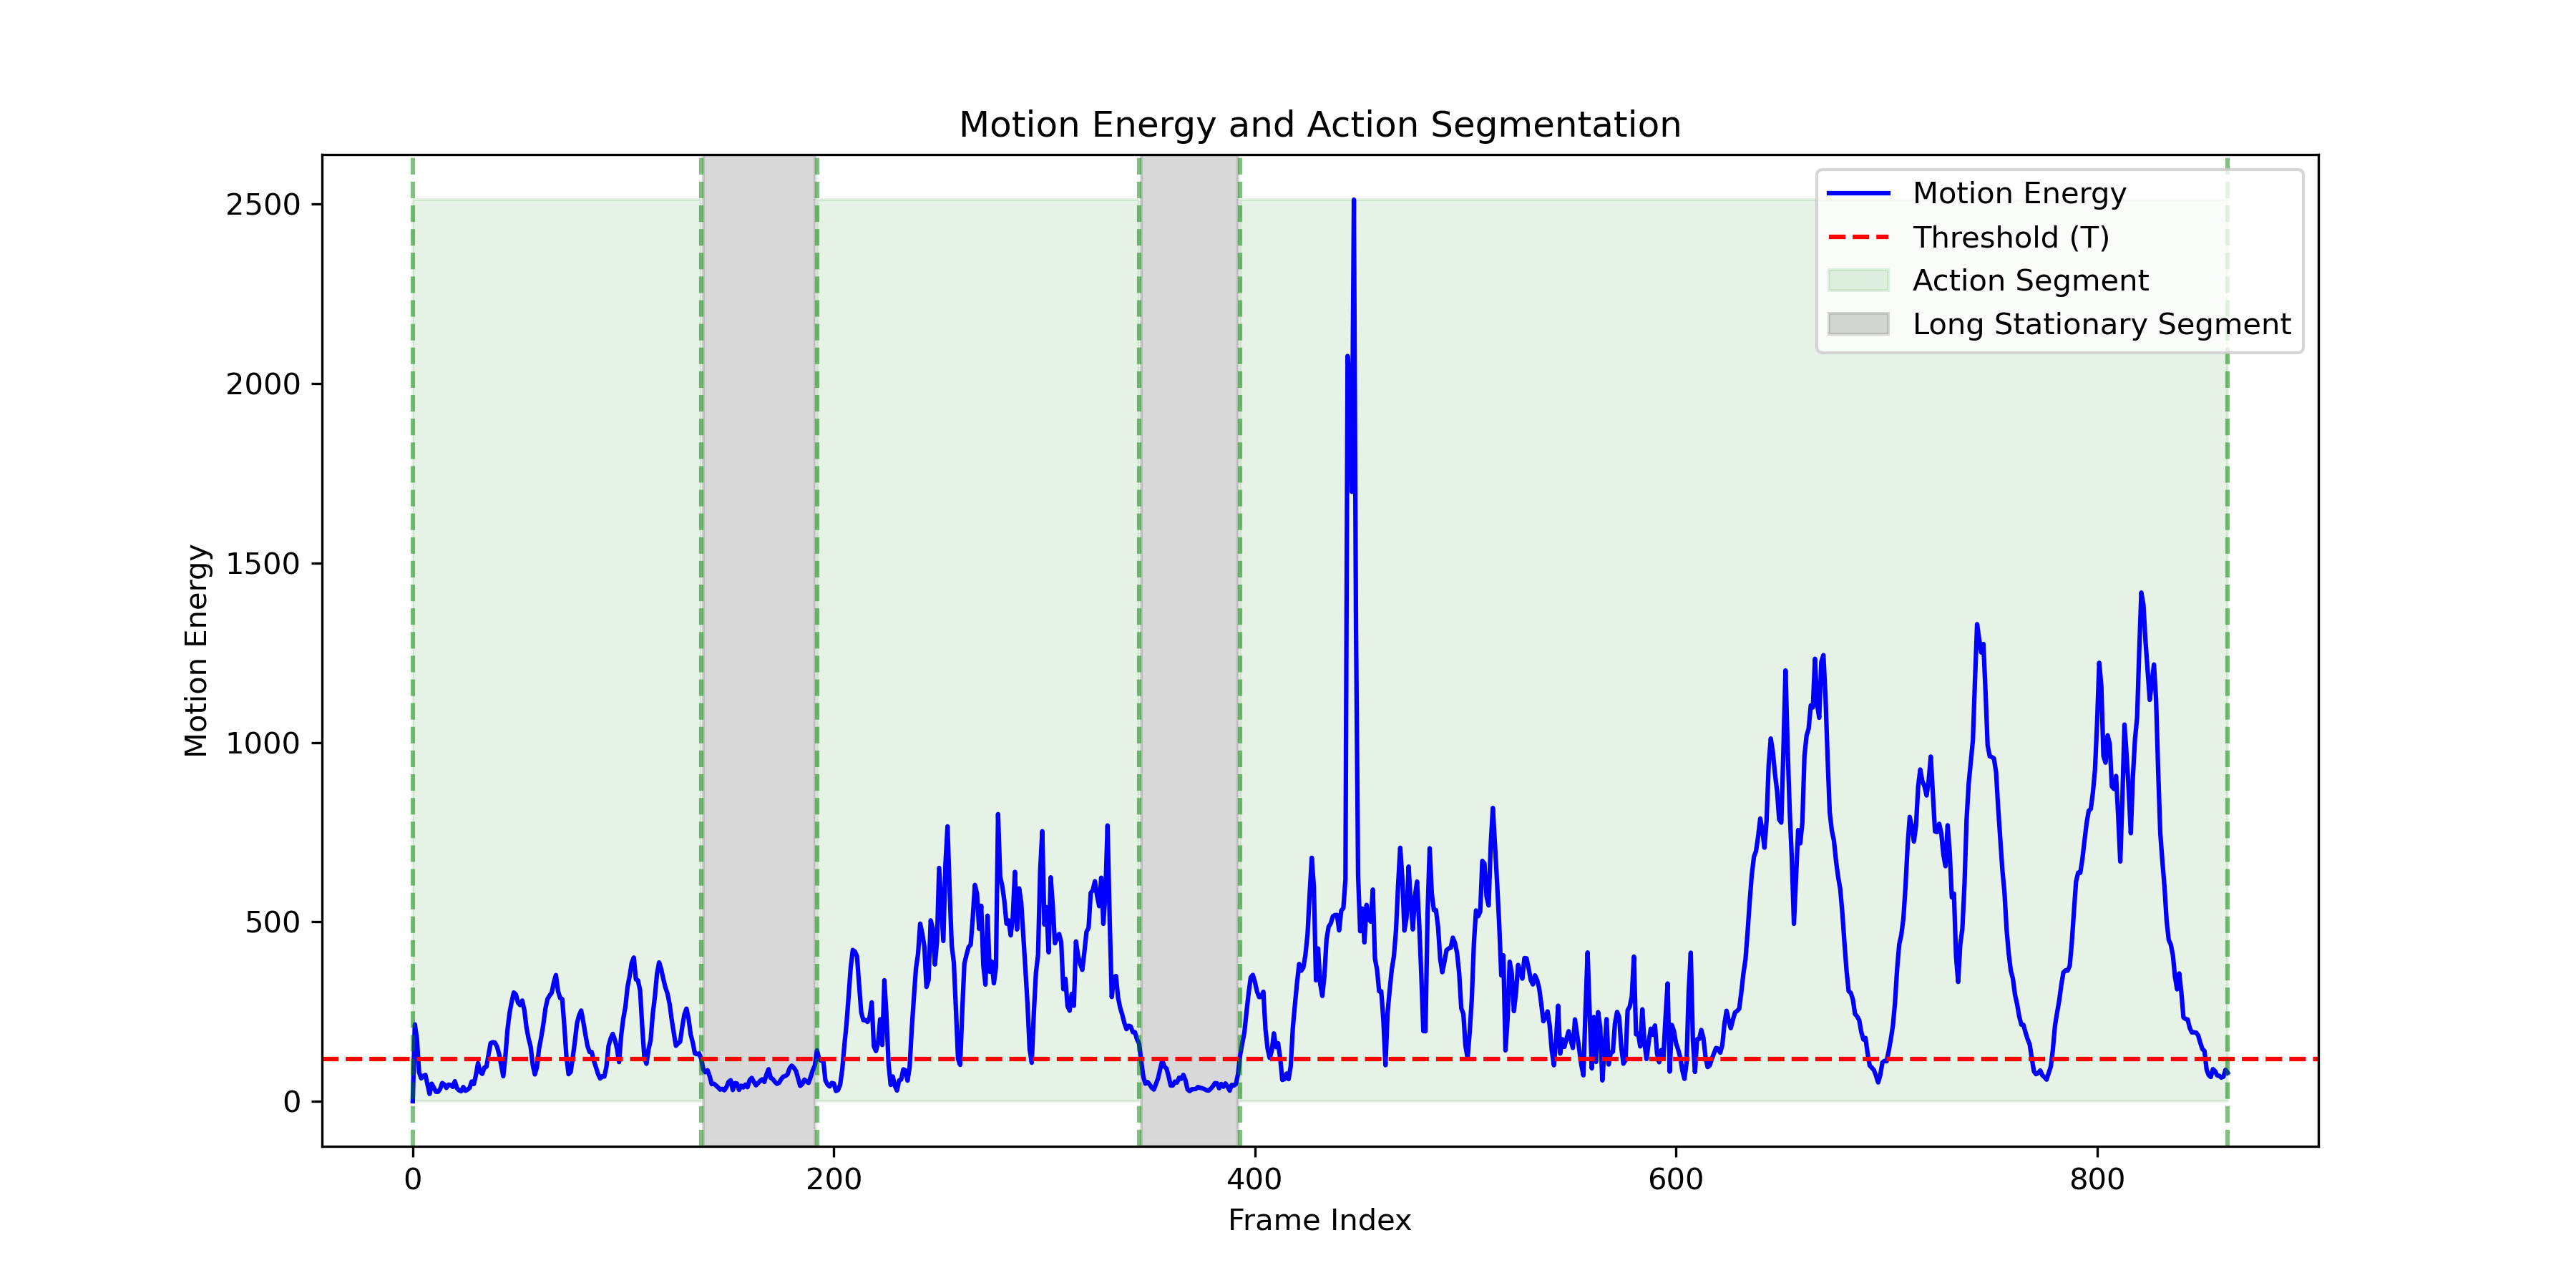 Motion Energy and Action Segmentation
Motion Energy
Threshold (T)
Action Segment
Long Stationary Segment
2500
2000
1500
1000
500
0
Motion Energy
0 200 400 600 800
Frame Index